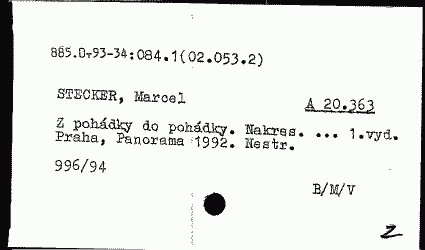 885.0-93-34:084.1(02.053.2)
STECKER, Marcel
A 20.363
Z pohádky do pohádky. Nakres. ... 1.vyd.
Praha, Panorama 1992. Nestr.
996/94
B/M/V
2